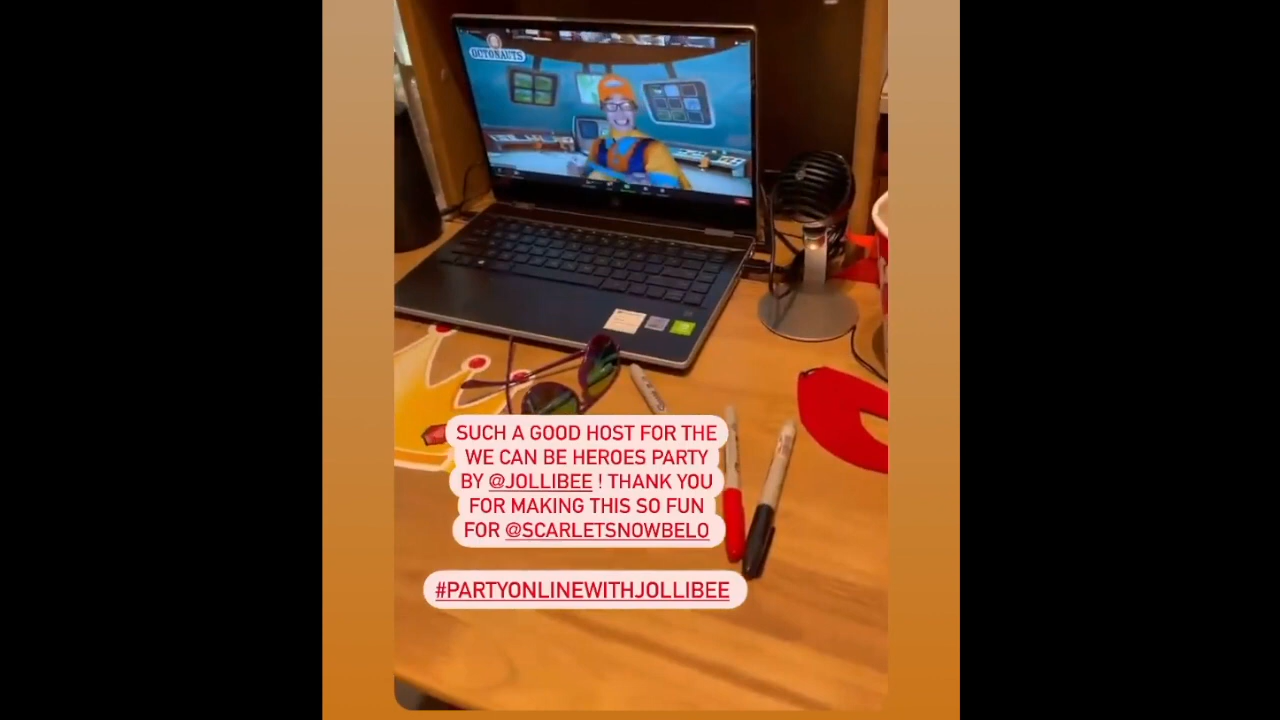 OCTONAUTS
SUCH A GOOD HOST FOR THE
WE CAN BE HEROES PARTY
BY @JOLLIBEE ! THANK YOU
FOR MAKING THIS SO FUN
FOR @SCARLETSNOWBELO
#PARTYONLINEWITHJOLLIBEE